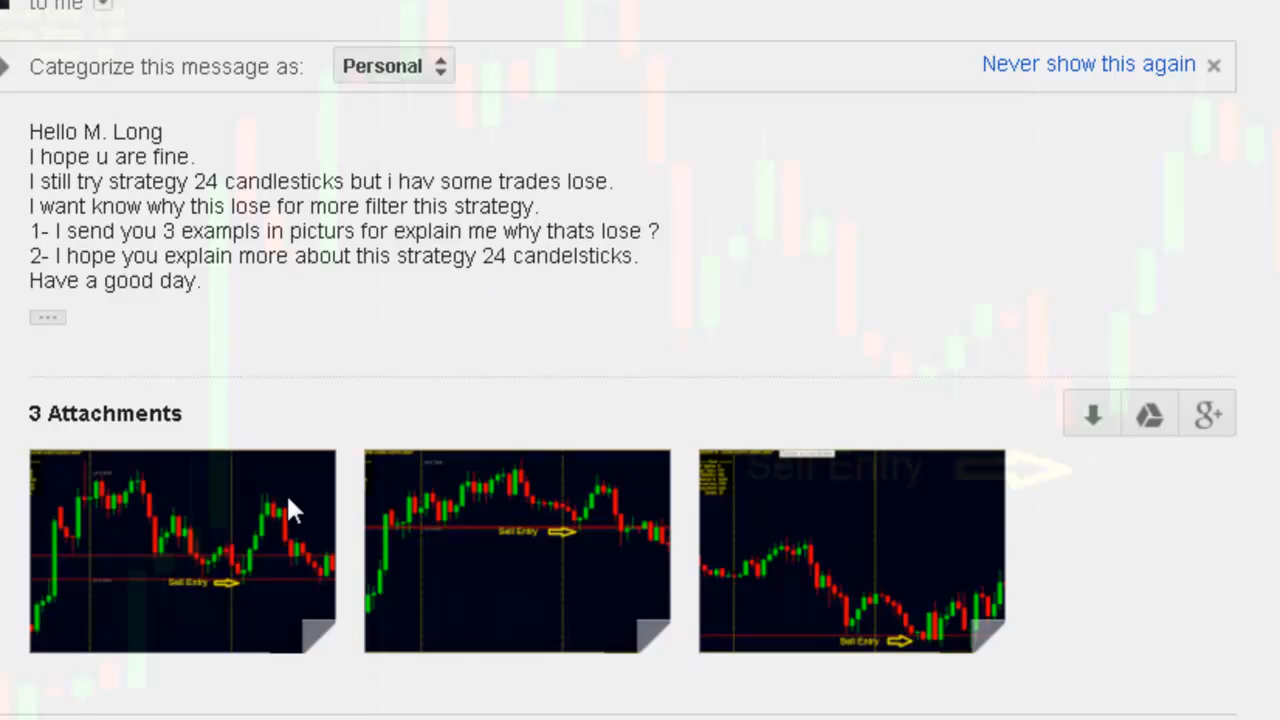 to me
Categorize this message as: Personal Never show this again
Hello M. Long
I hope u are fine.
I still try strategy 24 candlesticks but i hav some trades lose.
I want know why this lose for more filter this strategy.
1- I send you 3 exampls in picturs for explain me why thats lose ?
2- I hope you explain more about this strategy 24 candelsticks.
Have a good day.
3 Attachments
g+
Sell Entry
Sell Entry
Sell Entry
Sell Entry